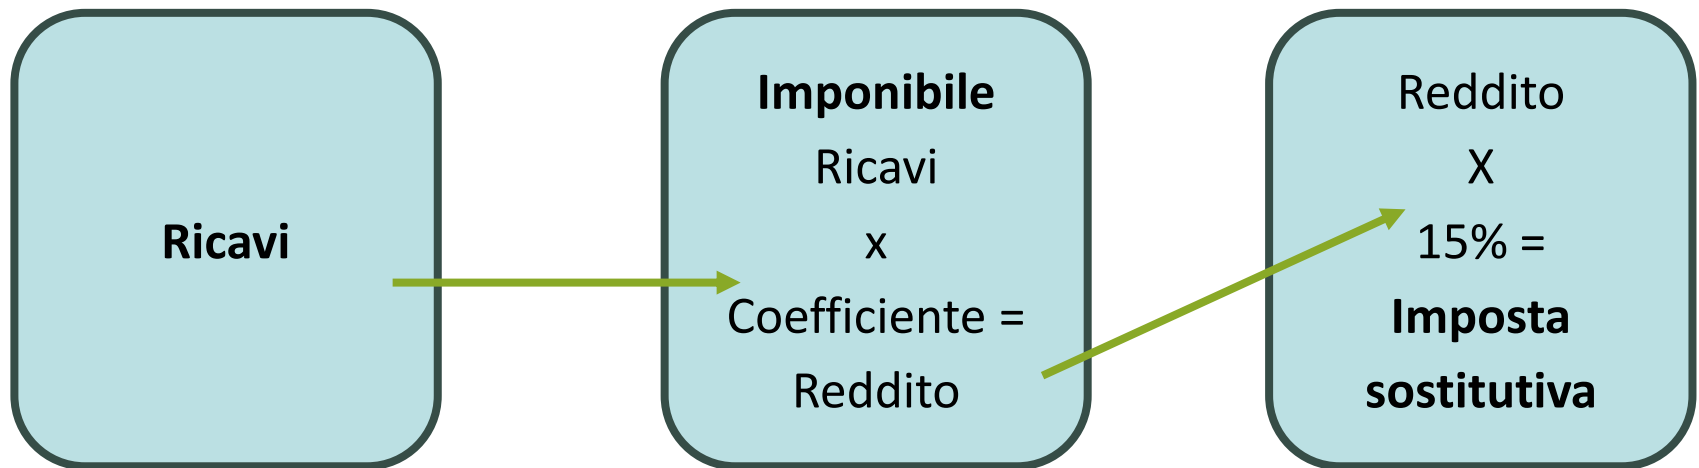 Ricavi
Imponibile
Ricavi
x
Coefficiente =
Reddito
Reddito
X
15% =
Imposta
sostitutiva